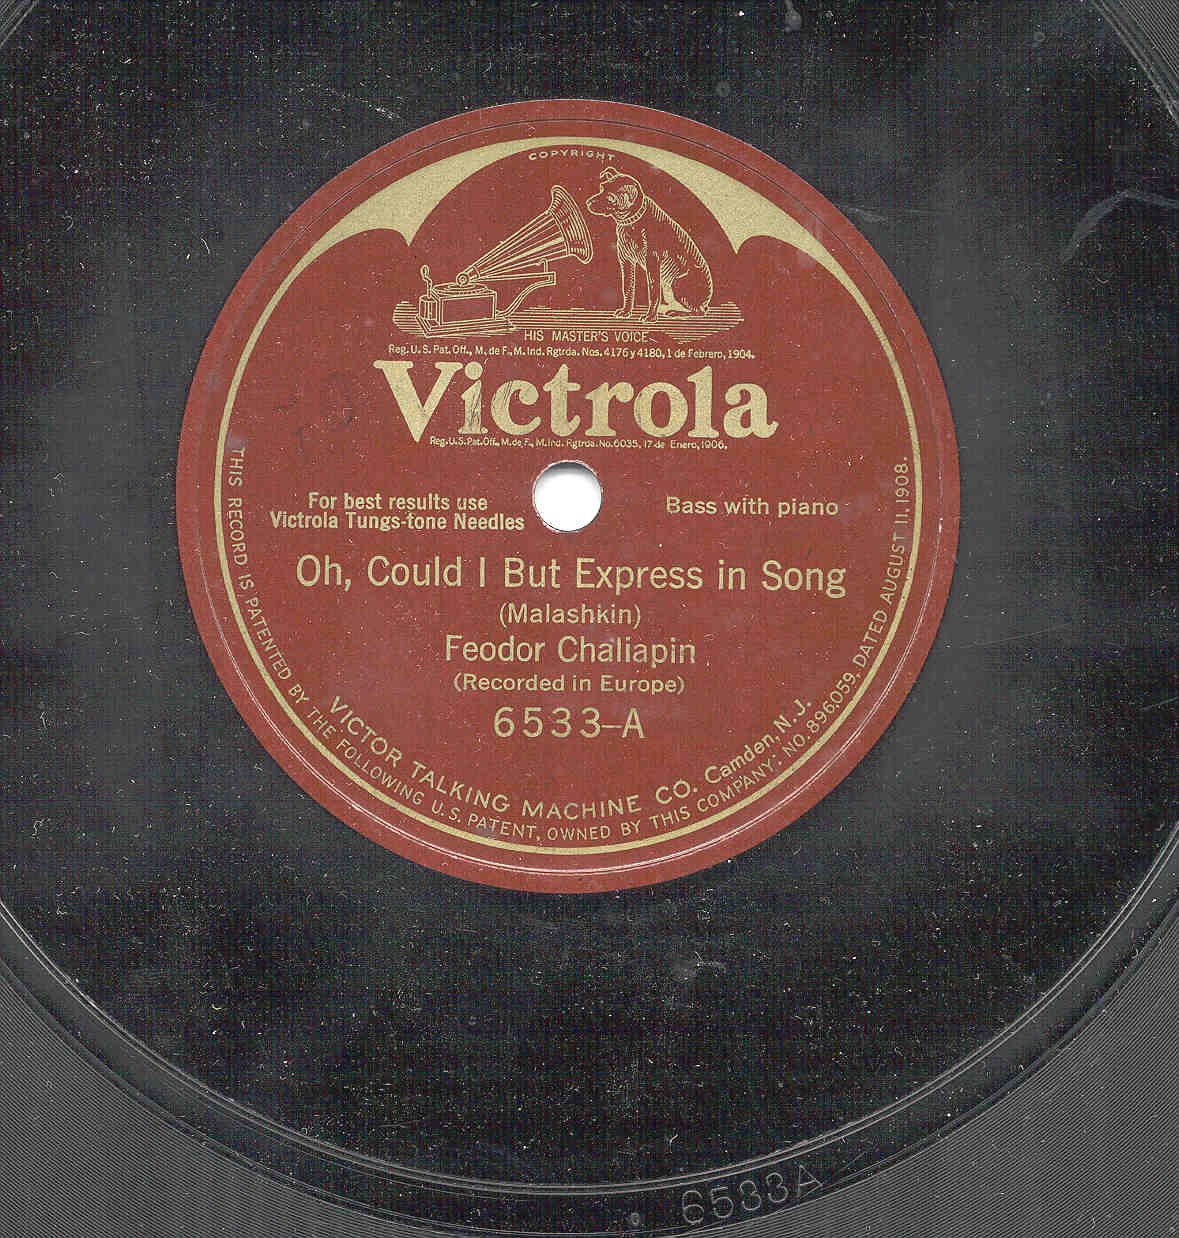 COPYRIGHT
HIS MASTER'S VOICE
Reg. U. S. Pat. Off., M. de F., M. Ind. Rgtrda. Nos. 4176 y 4180, 1 de Febrero, 1904.
Victrola
Reg. U.S. Pat. Off., M. de F., M. Ind. Rgtrda. No. 6035, 17 de Enero, 1906.
For best results use
Victrola Tungs-tone Needles
Bass with piano
Oh, Could I But Express in Song
(Malashkin)
Feodor Chaliapin
(Recorded in Europe)
6533-A
VICTOR TALKING MACHINE CO. Camden, N. J.
THIS RECORD IS PATENTED BY THE FOLLOWING U. S. PATENT, OWNED BY THIS COMPANY: NO. 896,059, DATED AUGUST 11, 1908.
6533A